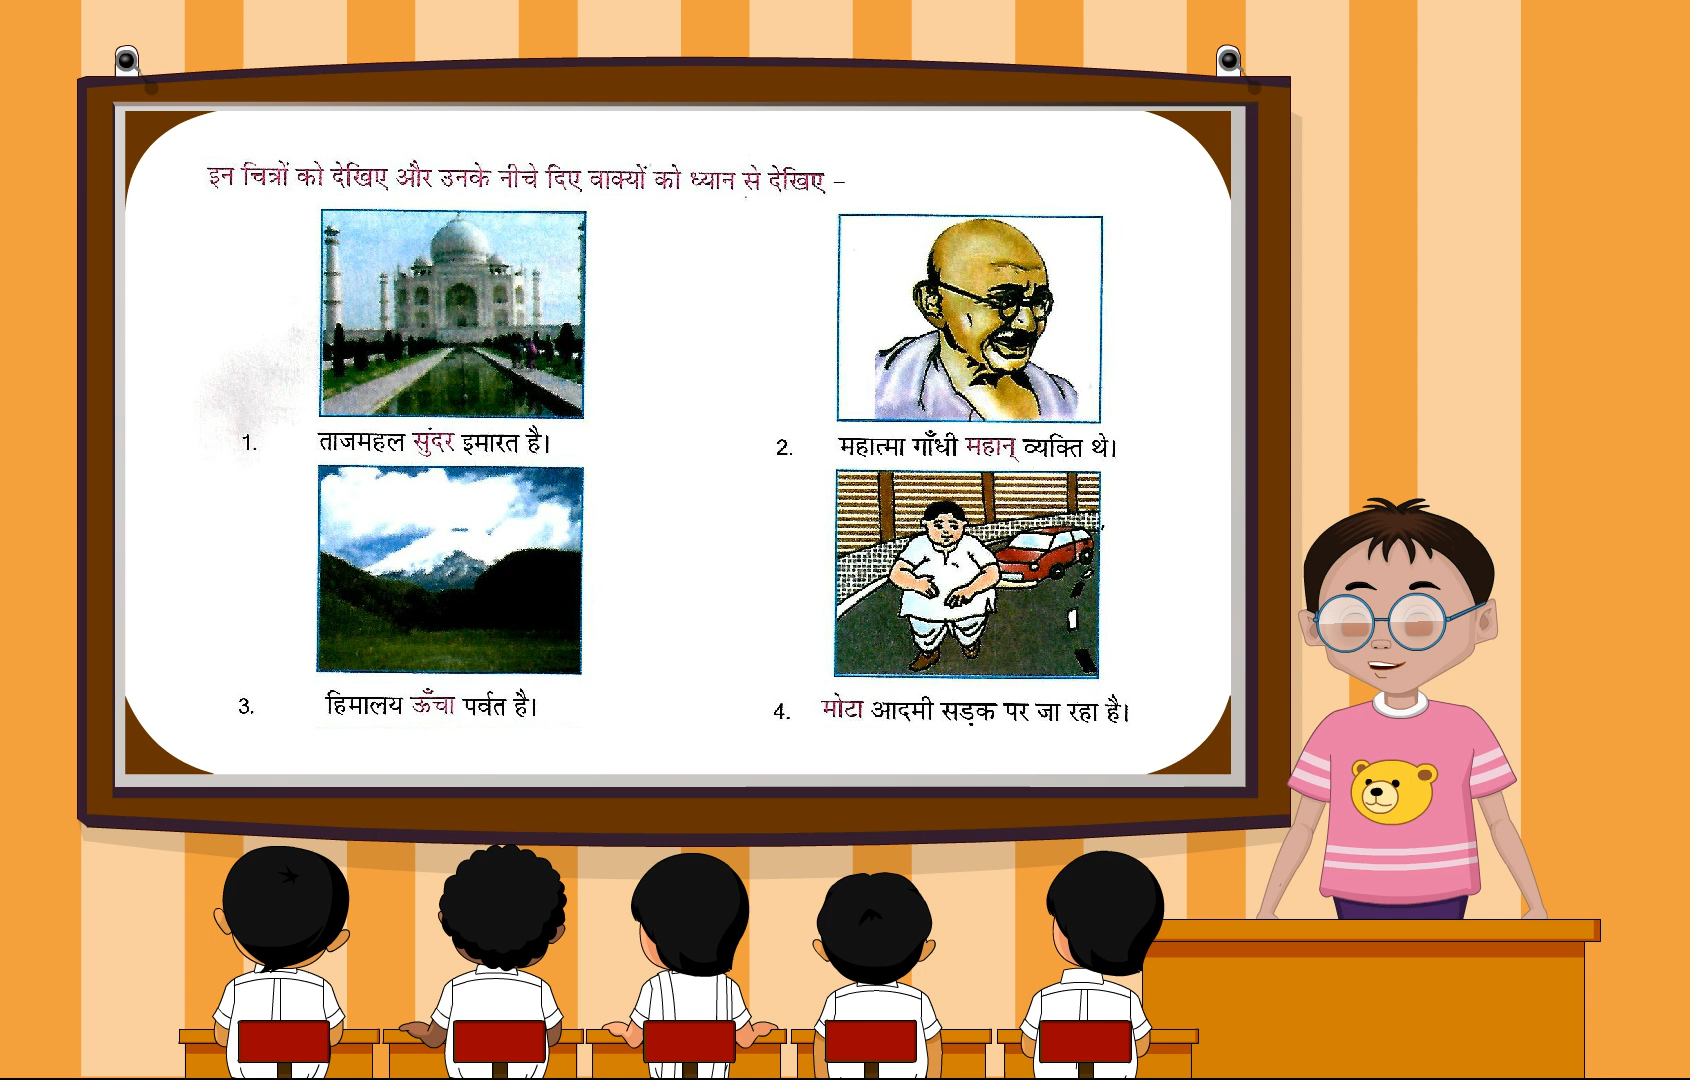 इन चित्रों को देखिए और उनके नीचे दिए वाक्यों को ध्यान से देखिए –
1. ताजमहल सुंदर इमारत है।
2. महात्मा गाँधी महान् व्यक्ति थे।
3. हिमालय ऊँचा पर्वत है।
4. मोटा आदमी सड़क पर जा रहा है।